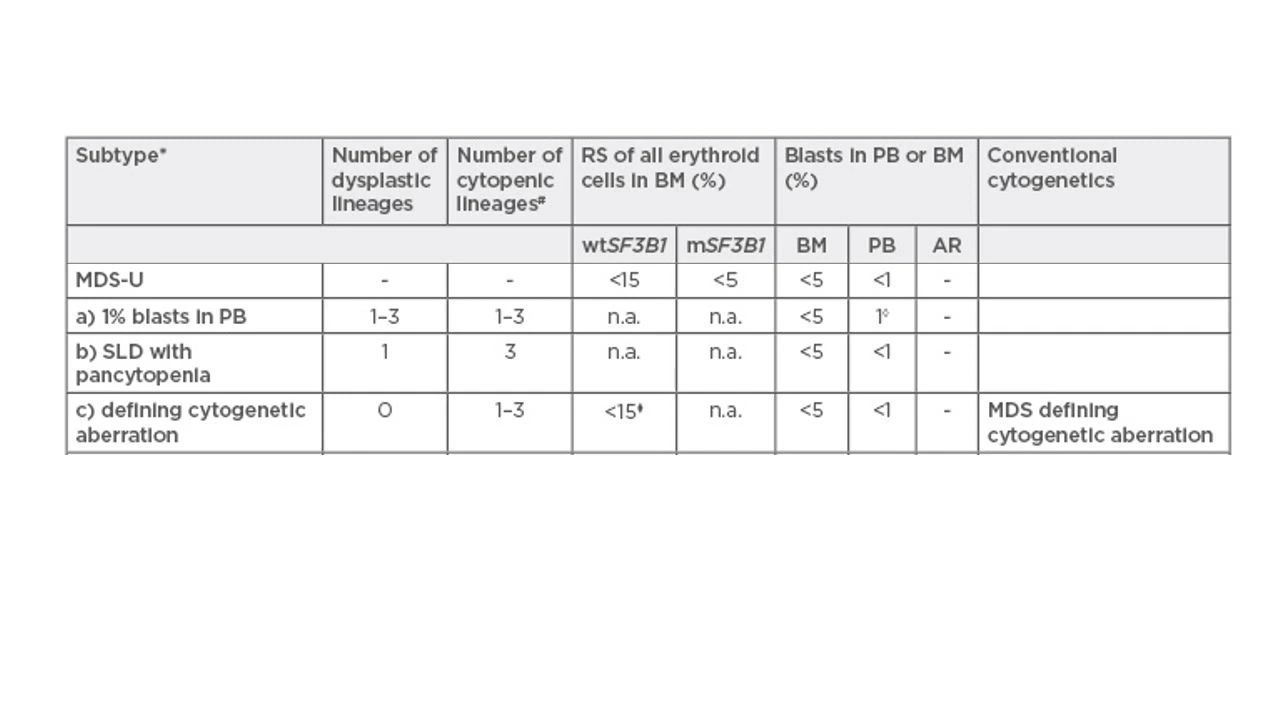 Subtype* Number of dysplastic lineages Number of cytopenic lineages# RS of all erythroid cells in BM (%) Blasts in PB or BM (%) Conventional cytogenetics
wtSF3B1 mSF3B1 BM PB AR
MDS-U - - <15 <5 <5 <1 -
a) 1% blasts in PB 1–3 1–3 n.a. n.a. <5 1◊ -
b) SLD with pancytopenia 1 3 n.a. n.a. <5 <1 -
c) defining cytogenetic aberration 0 1–3 <15♦ n.a. <5 <1 - MDS defining cytogenetic aberration